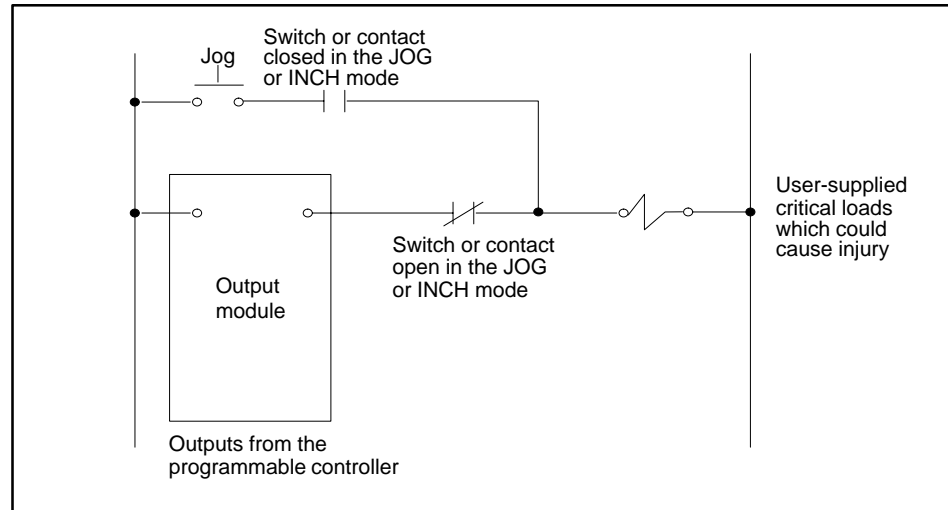 Jog
Switch or contact
closed in the JOG
or INCH mode
Output
module
Switch or contact
open in the JOG
or INCH mode
User-supplied
critical loads
which could
cause injury
Outputs from the
programmable controller